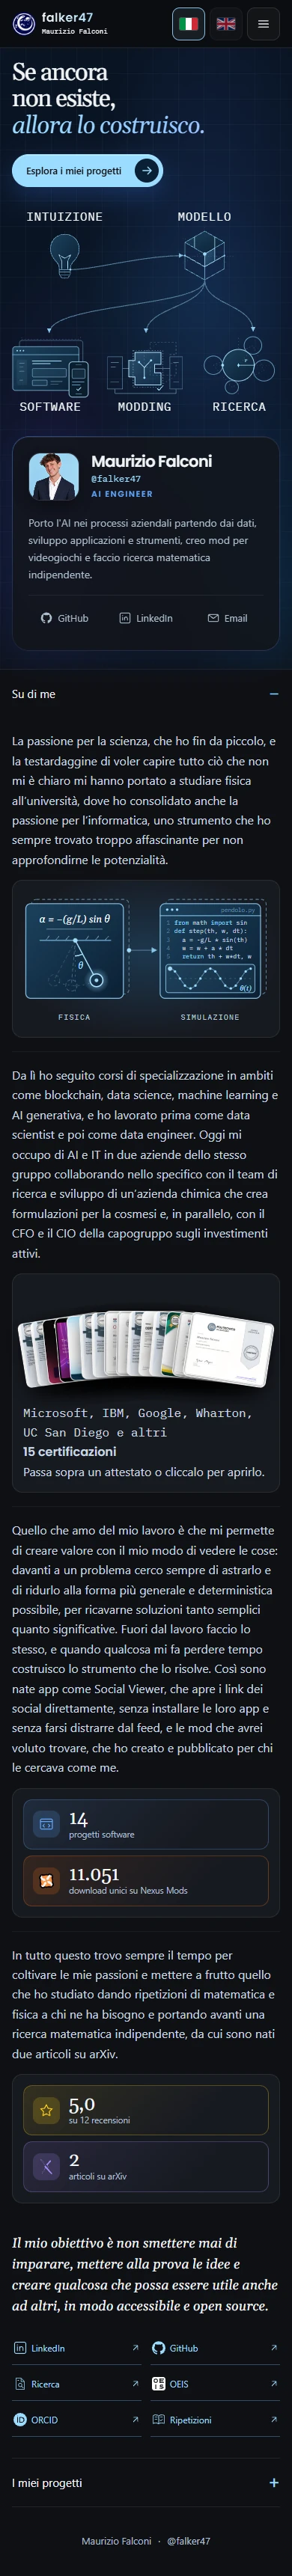 falker47
Maurizio Falconi
Se ancora
non esiste,
allora lo costruisco.
Esplora i miei progetti
INTUIZIONE
MODELLO
SOFTWARE
MODDING
RICERCA
Maurizio Falconi
@falker47
AI ENGINEER
Porto l'AI nei processi aziendali partendo dai dati,
sviluppo applicazioni e strumenti, creo mod per
videogiochi e faccio ricerca matematica
indipendente.
GitHub
LinkedIn
Email
Su di me
La passione per la scienza, che ho fin da piccolo, e
la testardaggine di voler capire tutto ciò che non
mi è chiaro mi hanno portato a studiare fisica
all'università, dove ho consolidato anche la
passione per l'informatica, uno strumento che ho
sempre trovato troppo affascinante per non
approfondirne le potenzialità.
α = −(g/L) sin θ
θ
FISICA
pendolo.py
1 from math import sin
2 def step(th, w, dt):
3 a = -g/L * sin(th)
4 w = w + a * dt
5 return th + w*dt, w
θ(t)
SIMULAZIONE
Da lì ho seguito corsi di specializzazione in ambiti
come blockchain, data science, machine learning e
AI generativa, e ho lavorato prima come data
scientist e poi come data engineer. Oggi mi
occupo di AI e IT in due aziende dello stesso
gruppo collaborando nello specifico con il team di
ricerca e sviluppo di un'azienda chimica che crea
formulazioni per la cosmesi e, in parallelo, con il
CFO e il CIO della capogruppo sugli investimenti
attivi.
Microsoft, IBM, Google, Wharton,
UC San Diego e altri
15 certificazioni
Passa sopra un attestato o cliccalo per aprirlo.
Quello che amo del mio lavoro è che mi permette
di creare valore con il mio modo di vedere le cose:
davanti a un problema cerco sempre di astrarlo e
di ridurlo alla forma più generale e deterministica
possibile, per ricavarne soluzioni tanto semplici
quanto significative. Fuori dal lavoro faccio lo
stesso, e quando qualcosa mi fa perdere tempo
costruisco lo strumento che lo risolve. Così sono
nate app come Social Viewer, che apre i link dei
social direttamente, senza installare le loro app e
senza farsi distrarre dal feed, e le mod che avrei
voluto trovare, che ho creato e pubblicato per chi
le cercava come me.
14
progetti software
11.051
download unici su Nexus Mods
In tutto questo trovo sempre il tempo per
coltivare le mie passioni e mettere a frutto quello
che ho studiato dando ripetizioni di matematica e
fisica a chi ne ha bisogno e portando avanti una
ricerca matematica indipendente, da cui sono nati
due articoli su arXiv.
5,0
su 12 recensioni
2
articoli su arXiv
Il mio obiettivo è non smettere mai di
imparare, mettere alla prova le idee e
creare qualcosa che possa essere utile anche
ad altri, in modo accessibile e open source.
LinkedIn
GitHub
Ricerca
OEIS
ORCID
Ripetizioni
I miei progetti
Maurizio Falconi · @falker47